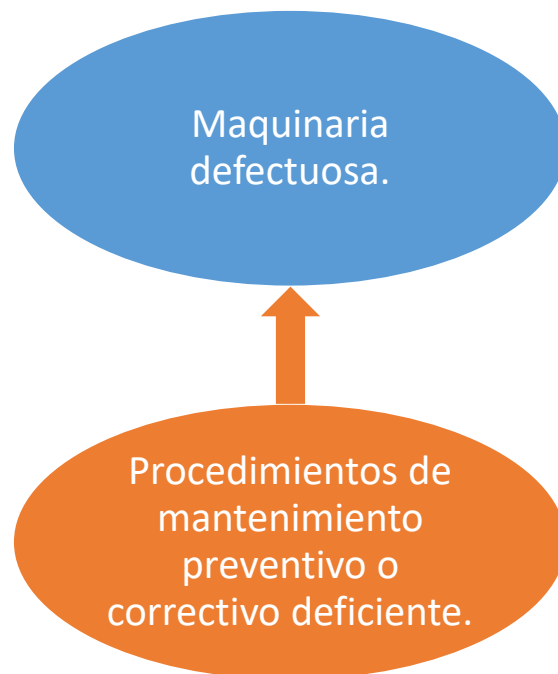 Maquinaria
defectuosa.
Procedimientos de
mantenimiento
preventivo o
correctivo deficiente.